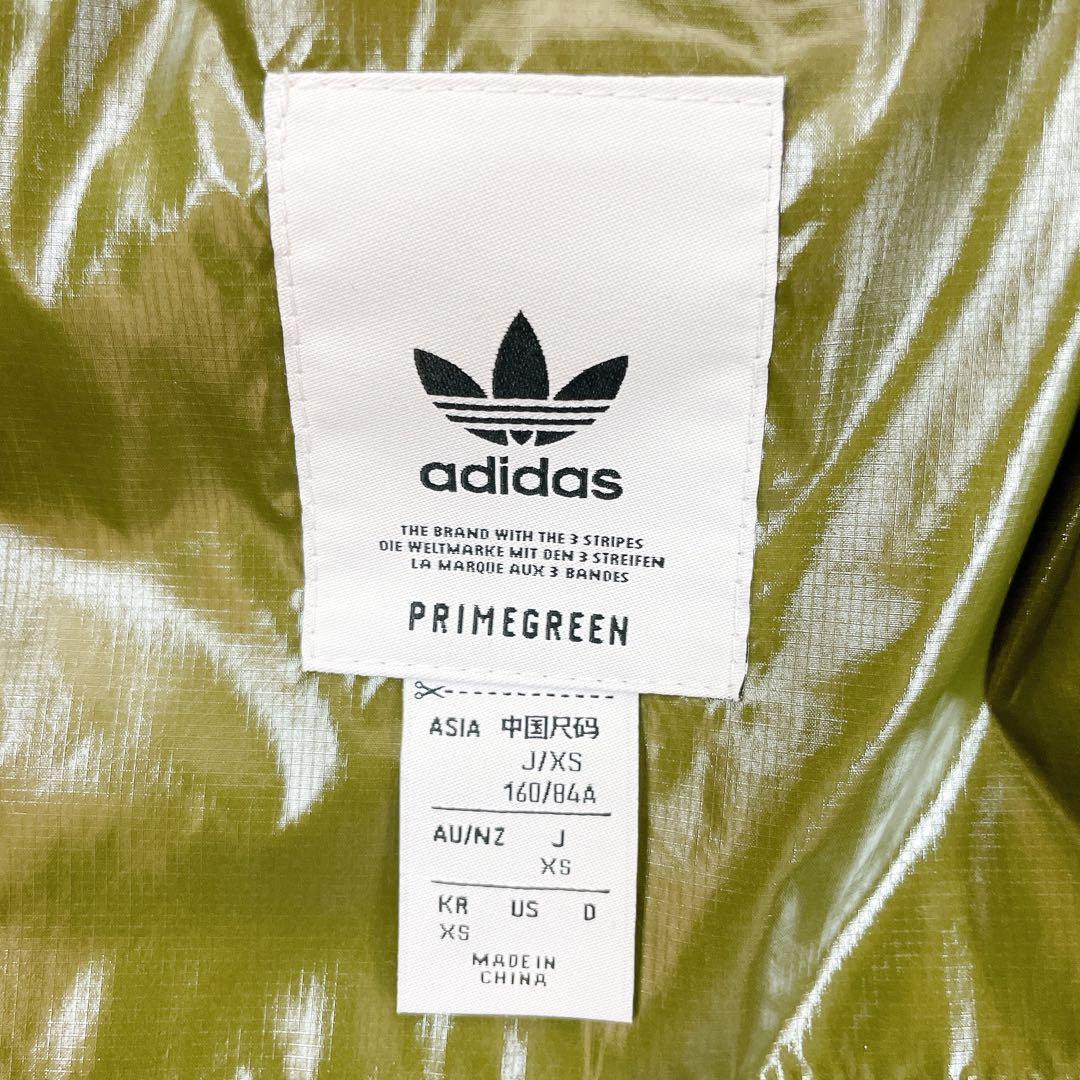 adidas
THE BRAND WITH THE 3 STRIPES
DIE WELTMARKE MIT DEN 3 STREIFEN
LA MARQUE AUX 3 BANDES
PRIMEGREEN
ASIA 中国尺码
J/XS
160/84A
AU/NZ J
XS
KR US D
XS
MADE IN
CHINA